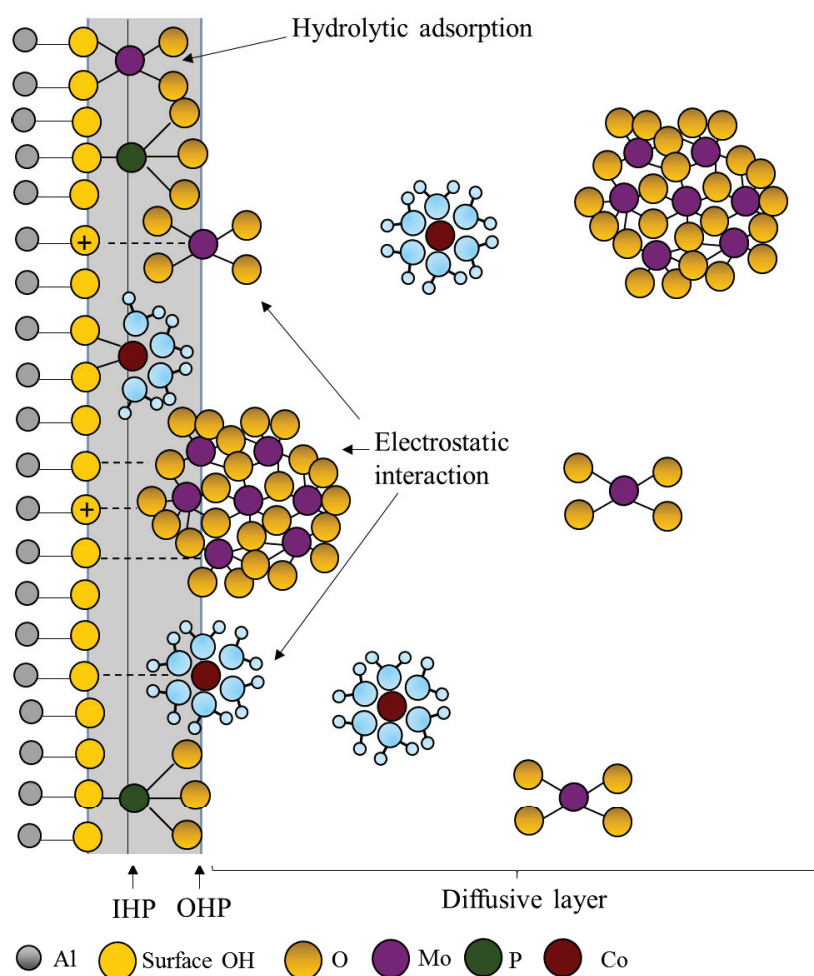 Hydrolytic adsorption
+
Electrostatic
interaction
+
IHP OHP
Diffusive layer
Al Surface OH O Mo P Co